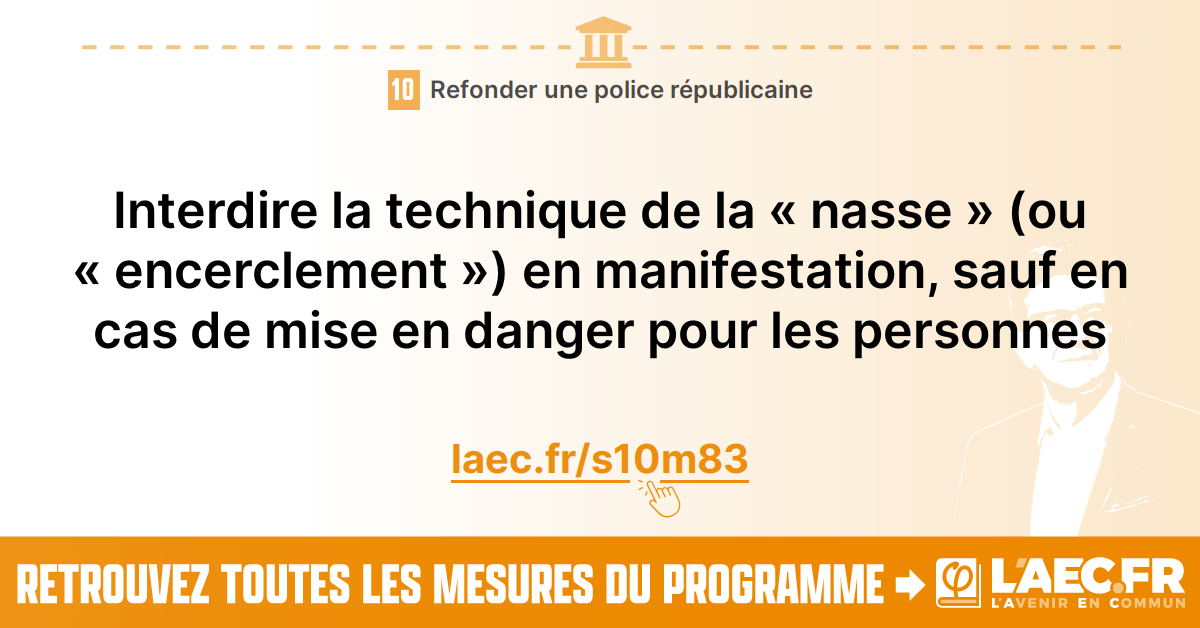 10 Refonder une police républicaine
Interdire la technique de la « nasse » (ou
« encerclement ») en manifestation, sauf en
cas de mise en danger pour les personnes
laec.fr/s10m83
RETROUVEZ TOUTES LES MESURES DU PROGRAMME
L'AEC.FR
L'AVENIR EN COMMUN